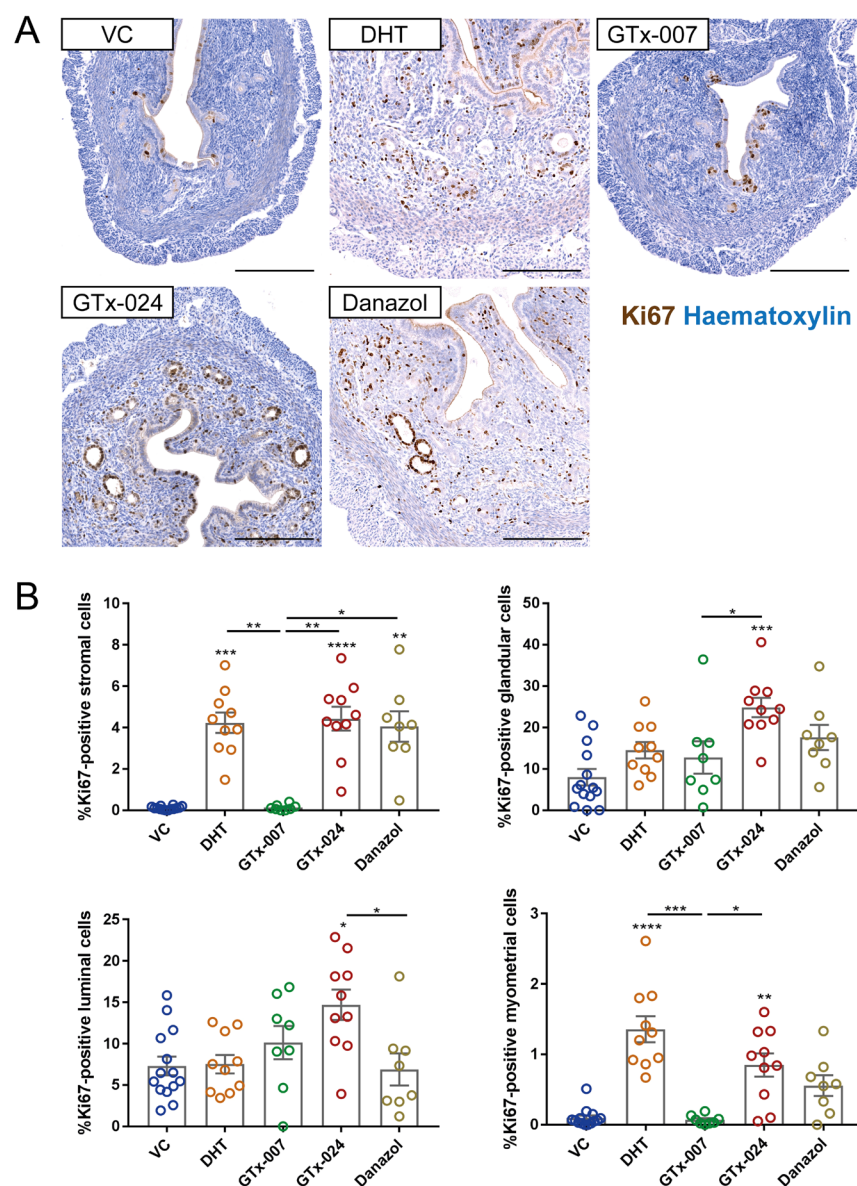 A
VC
DHT
GTx-007
GTx-024
Danazol
Ki67 Haematoxylin
B
%Ki67-positive stromal cells
10
8
6
4
2
0
***
**
**
****
*
**
VC
DHT
GTx-007
GTx-024
Danazol
%Ki67-positive glandular cells
50
40
30
20
10
0
*
***
VC
DHT
GTx-007
GTx-024
Danazol
%Ki67-positive luminal cells
25
20
15
10
5
0
*
*
VC
DHT
GTx-007
GTx-024
Danazol
%Ki67-positive myometrial cells
3
2
1
0
****
***
*
**
VC
DHT
GTx-007
GTx-024
Danazol